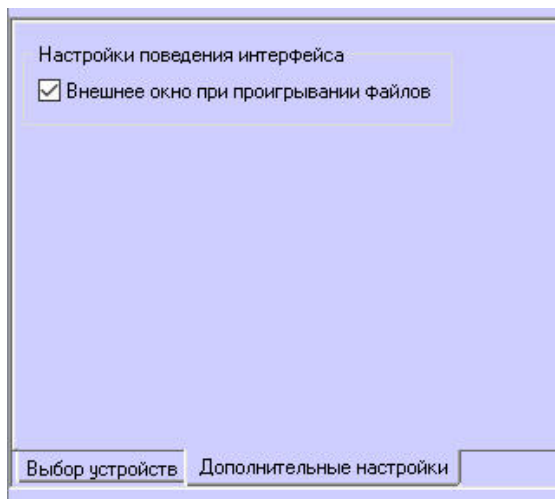 Настройки поведения интерфейса
Внешнее окно при проигрывании файлов
Выбор устройств
Дополнительные настройки